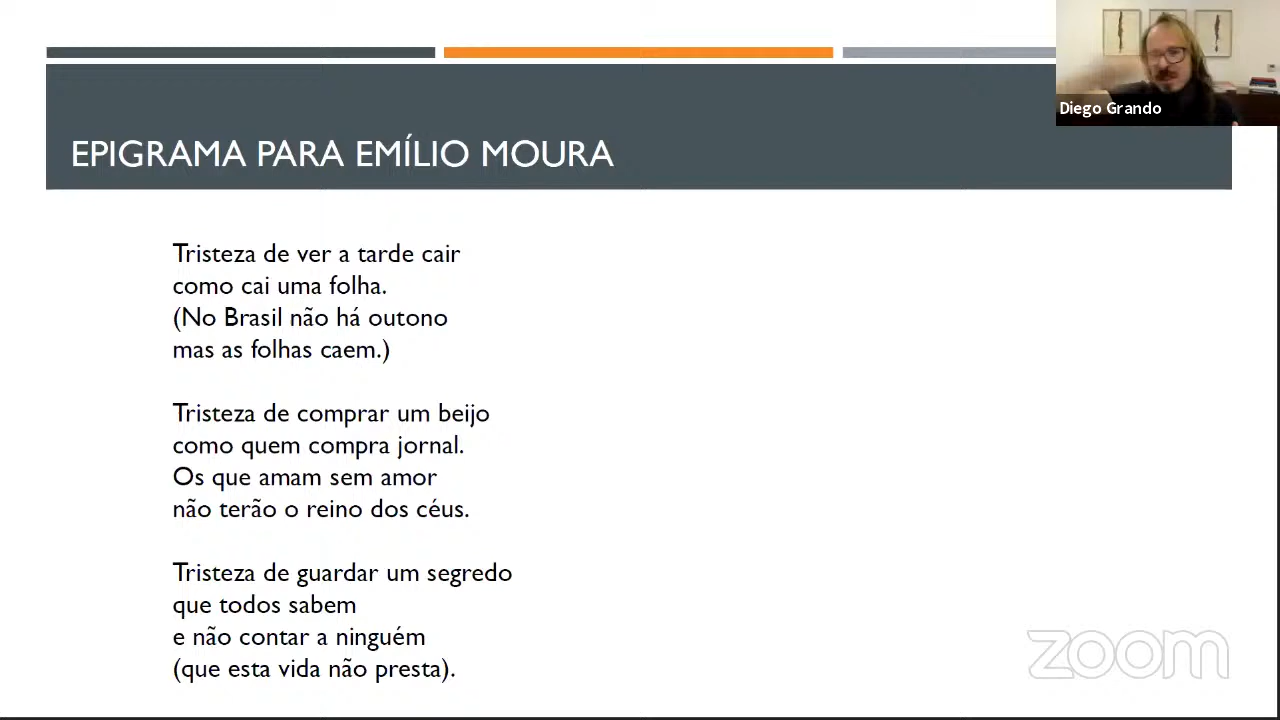 Diego Grando
EPIGRAMA PARA EMÍLIO MOURA
Tristeza de ver a tarde cair
como cai uma folha.
(No Brasil não há outono
mas as folhas caem.)
Tristeza de comprar um beijo
como quem compra jornal.
Os que amam sem amor
não terão o reino dos céus.
Tristeza de guardar um segredo
que todos sabem
e não contar a ninguém
(que esta vida não presta).
zoom